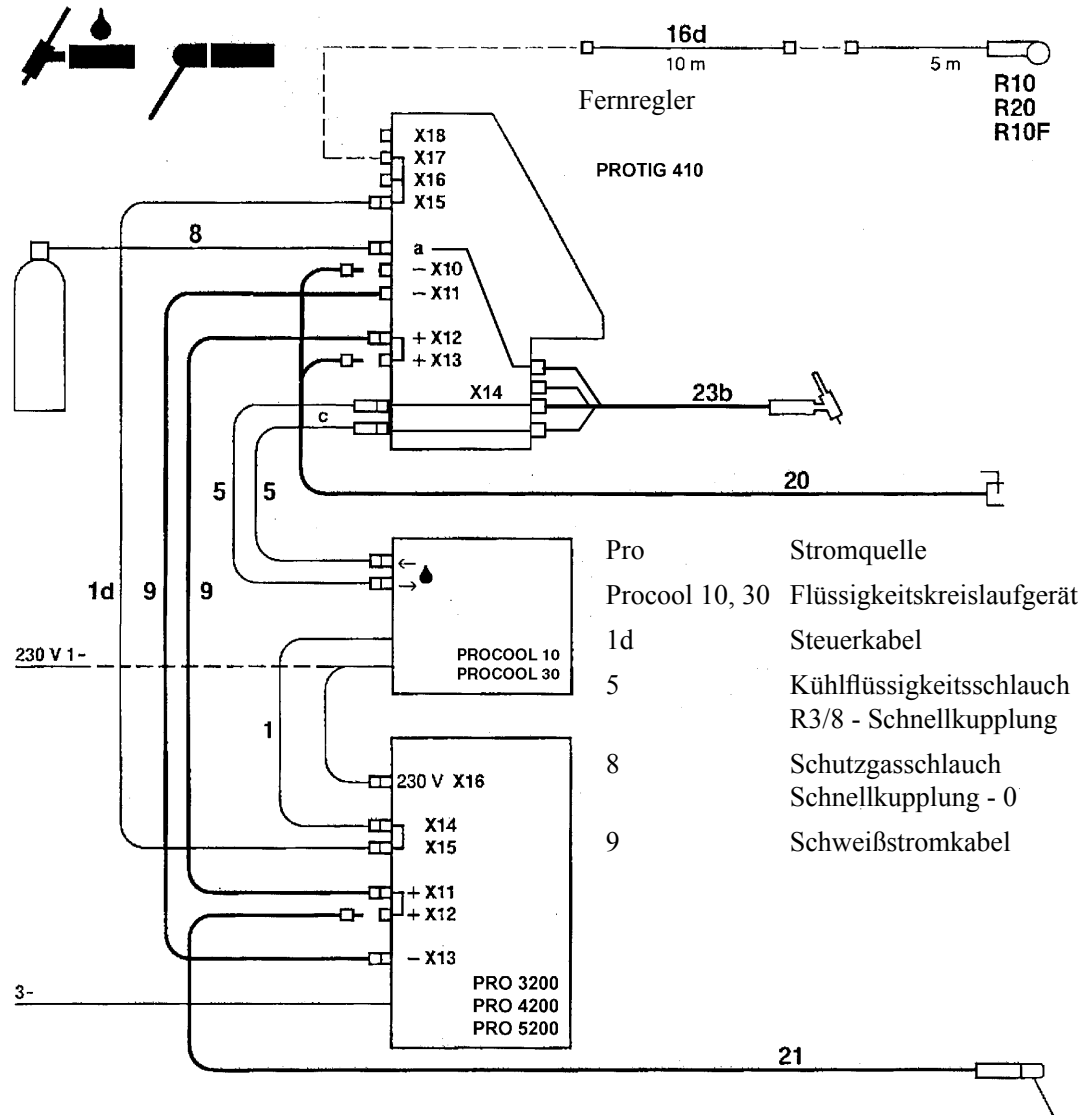 16d
10 m
5 m
Fernregler
R10
R20
R10F
X18
X17
X16
X15
PROTIG 410
8
a
− X10
− X11
+ X12
+ X13
X14
23b
c
5
5
20
1d
9
9
230 V 1~
PROCOOL 10
PROCOOL 30
Pro Stromquelle
Procool 10, 30 Flüssigkeitskreislaufgerät
1d Steuerkabel
5 Kühlflüssigkeitsschlauch
R3/8 - Schnellkupplung
8 Schutzgasschlauch
Schnellkupplung - 0
9 Schweißstromkabel
1
230 V X16
X14
X15
+ X11
+ X12
− X13
3~
PRO 3200
PRO 4200
PRO 5200
21